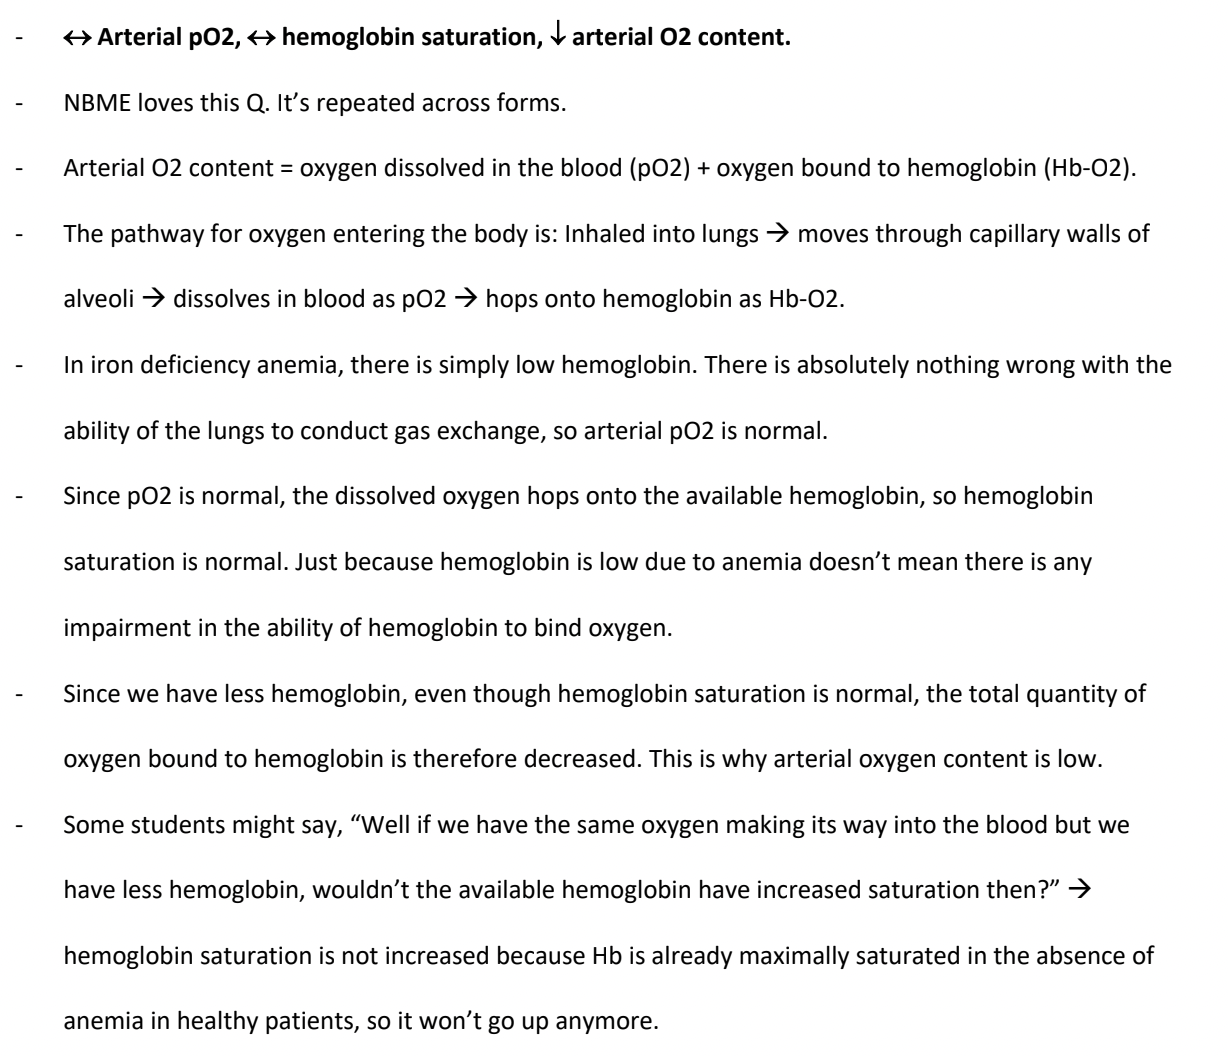 - ↔ Arterial pO2, ↔ hemoglobin saturation, ↓ arterial O2 content.
- NBME loves this Q. It’s repeated across forms.
- Arterial O2 content = oxygen dissolved in the blood (pO2) + oxygen bound to hemoglobin (Hb-O2).
- The pathway for oxygen entering the body is: Inhaled into lungs → moves through capillary walls of
alveoli → dissolves in blood as pO2 → hops onto hemoglobin as Hb-O2.
- In iron deficiency anemia, there is simply low hemoglobin. There is absolutely nothing wrong with the
ability of the lungs to conduct gas exchange, so arterial pO2 is normal.
- Since pO2 is normal, the dissolved oxygen hops onto the available hemoglobin, so hemoglobin
saturation is normal. Just because hemoglobin is low due to anemia doesn’t mean there is any
impairment in the ability of hemoglobin to bind oxygen.
- Since we have less hemoglobin, even though hemoglobin saturation is normal, the total quantity of
oxygen bound to hemoglobin is therefore decreased. This is why arterial oxygen content is low.
- Some students might say, “Well if we have the same oxygen making its way into the blood but we
have less hemoglobin, wouldn’t the available hemoglobin have increased saturation then?” →
hemoglobin saturation is not increased because Hb is already maximally saturated in the absence of
anemia in healthy patients, so it won’t go up anymore.